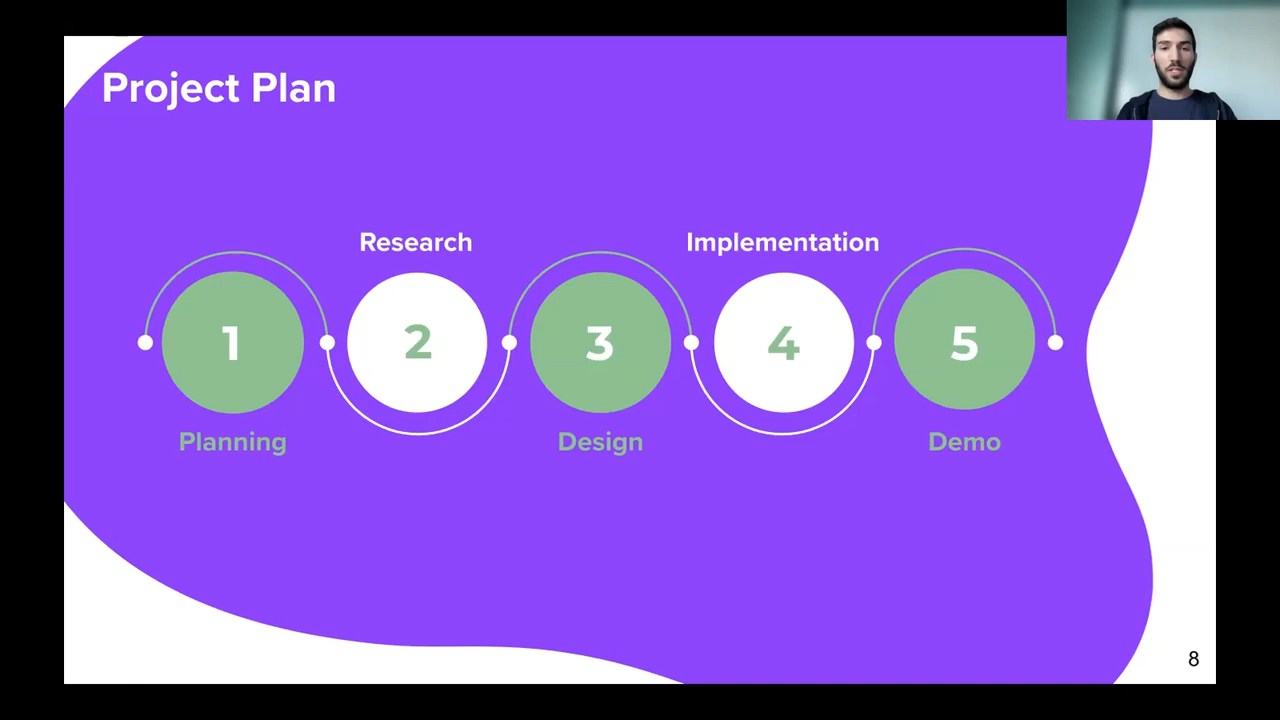 Project Plan
Research
Implementation
1
2
3
4
5
Planning
Design
Demo
8